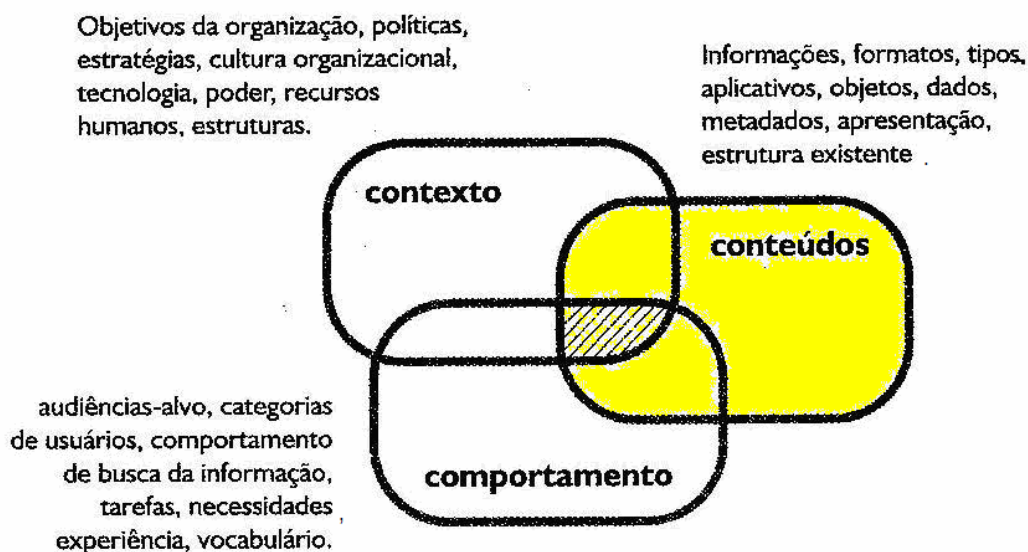 Objetivos da organização, políticas,
estratégias, cultura organizacional,
tecnologia, poder, recursos
humanos, estruturas.
Informações, formatos, tipos,
aplicativos, objetos, dados,
metadados, apresentação,
estrutura existente
contexto
conteúdos
comportamento
audiências-alvo, categorias
de usuários, comportamento
de busca da informação,
tarefas, necessidades
experiência, vocabulário.